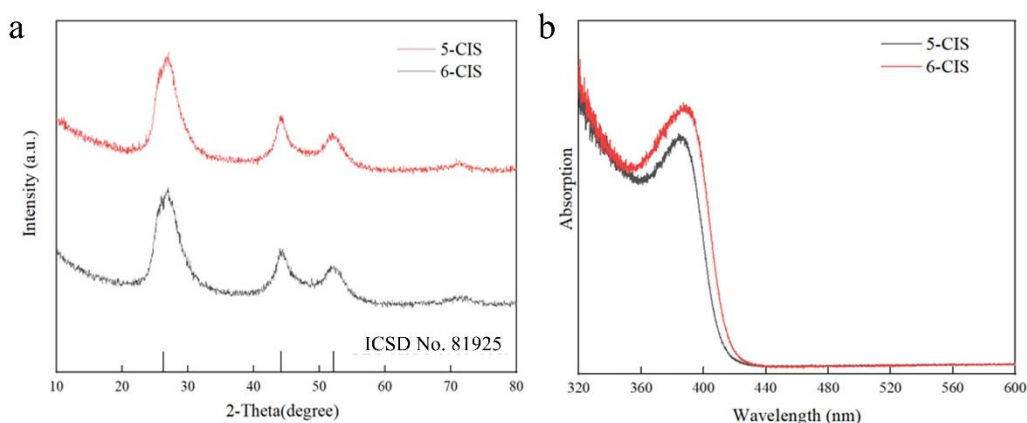 a
5-CIS
6-CIS
Intensity (a.u.)
ICSD No. 81925
10 20 30 40 50 60 70 80
2-Theta(degree)
b
5-CIS
6-CIS
Absorption
320 360 400 440 480 520 560 600
Wavelength (nm)